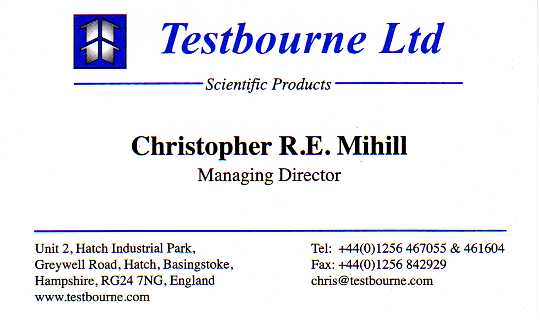 Testbourne Ltd
Scientific Products
Christopher R.E. Mihill
Managing Director
Unit 2, Hatch Industrial Park,
Greywell Road, Hatch, Basingstoke,
Hampshire, RG24 7NG, England
www.testbourne.com
Tel: +44(0)1256 467055 & 461604
Fax: +44(0)1256 842929
chris@testbourne.com